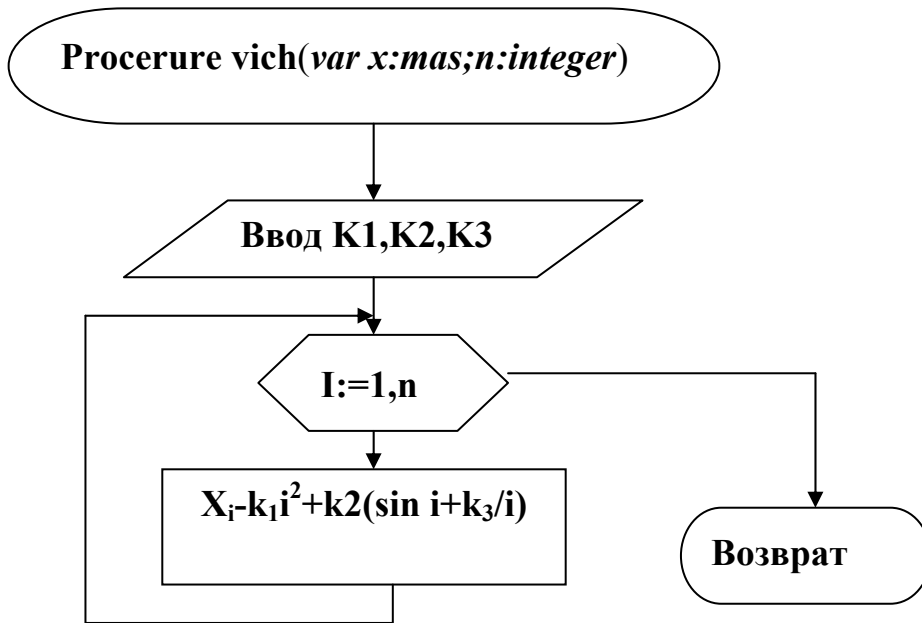 Procerure vich(var x:mas;n:integer)
Ввод K1,K2,K3
I:=1,n
Xᵢ-k₁i²+k2(sin i+k₃/i)
Возврат